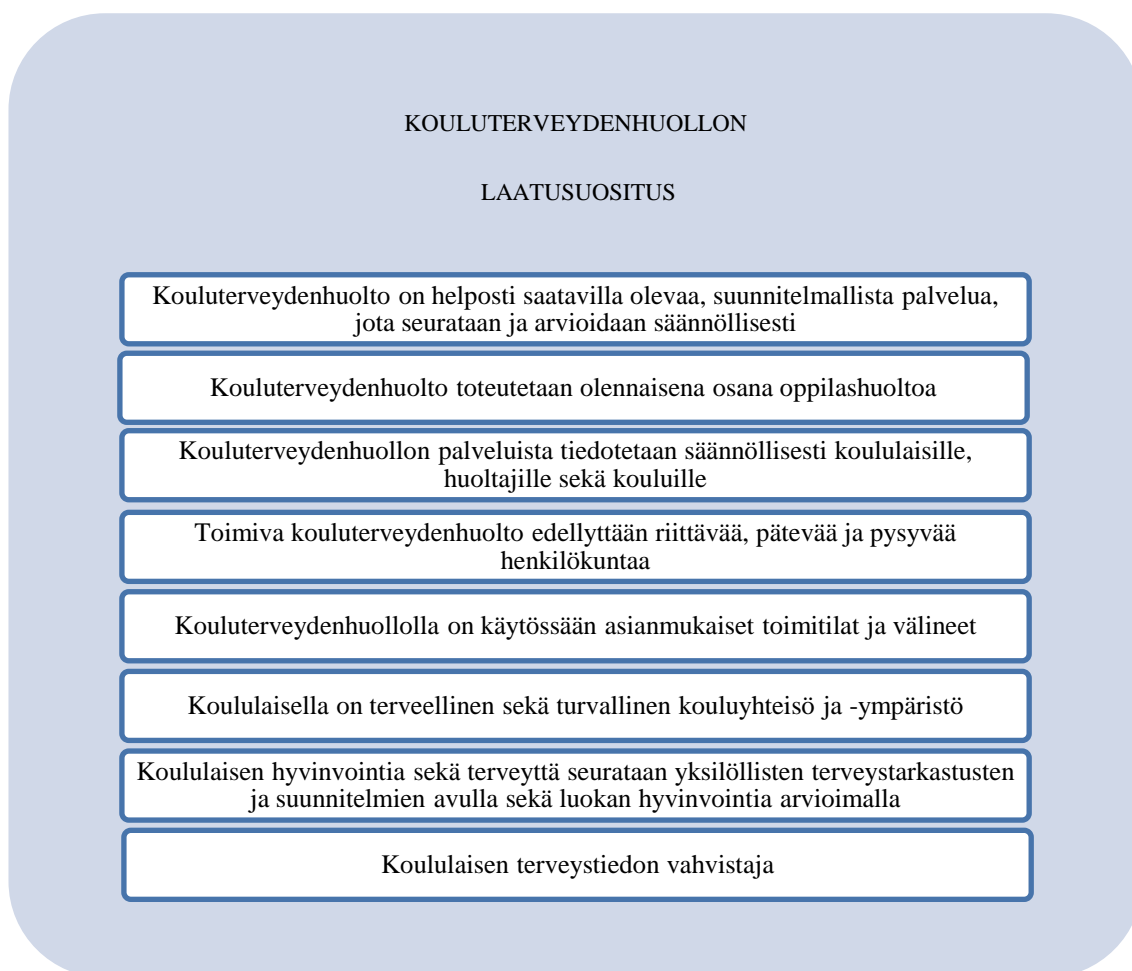 KOULUTERVEYDENHUOLLON
LAATUSUOSITUS
Kouluterveydenhuolto on helposti saatavilla olevaa, suunnitelmallista palvelua,
jota seurataan ja arvioidaan säännöllisesti
Kouluterveydenhuolto toteutetaan olennaisena osana oppilashuoltoa
Kouluterveydenhuollon palveluista tiedotetaan säännöllisesti koululaisille,
huoltajille sekä kouluille
Toimiva kouluterveydenhuolto edellyttään riittävää, pätevää ja pysyvää
henkilökuntaa
Kouluterveydenhuollolla on käytössään asianmukaiset toimitilat ja välineet
Koululaisella on terveellinen sekä turvallinen kouluyhteisö ja -ympäristö
Koululaisen hyvinvointia sekä terveyttä seurataan yksilöllisten terveystarkastusten
ja suunnitelmien avulla sekä luokan hyvinvointia arvioimalla
Koululaisen terveystiedon vahvistaja